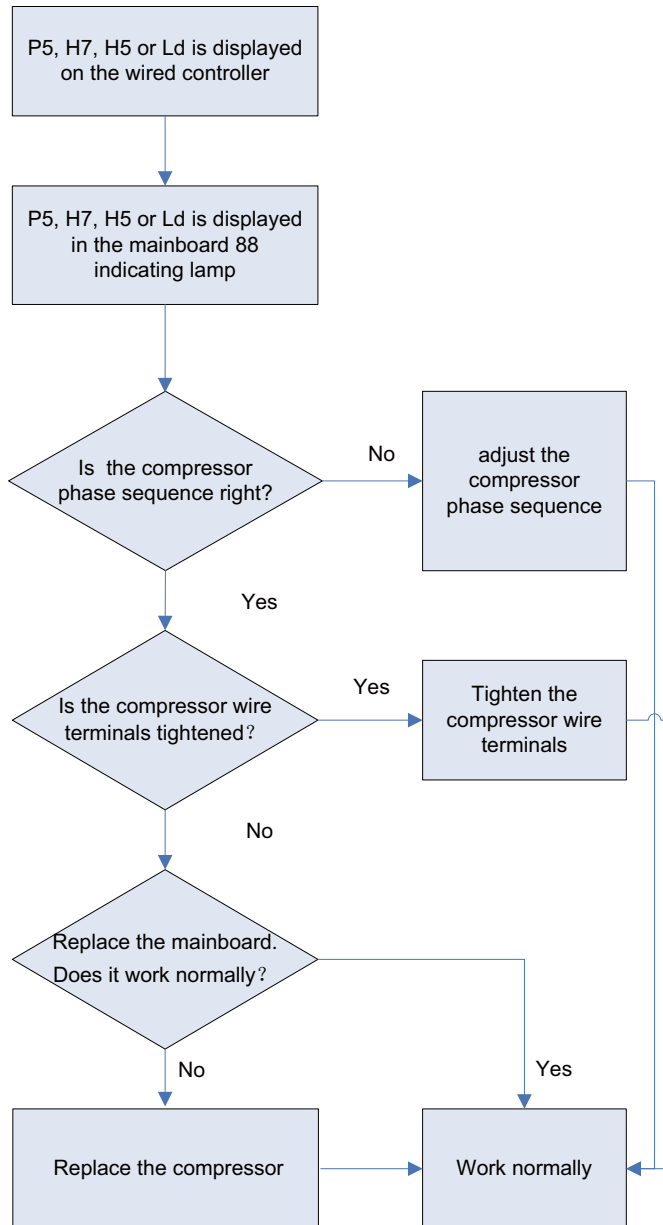 P5, H7, H5 or Ld is displayed
on the wired controller
P5, H7, H5 or Ld is displayed
in the mainboard 88
indicating lamp
Is the compressor
phase sequence right?
No
adjust the
compressor
phase sequence
Yes
Is the compressor wire
terminals tightened？
Yes
Tighten the
compressor wire
terminals
No
Replace the mainboard.
Does it work normally？
No
Yes
Replace the compressor
Work normally